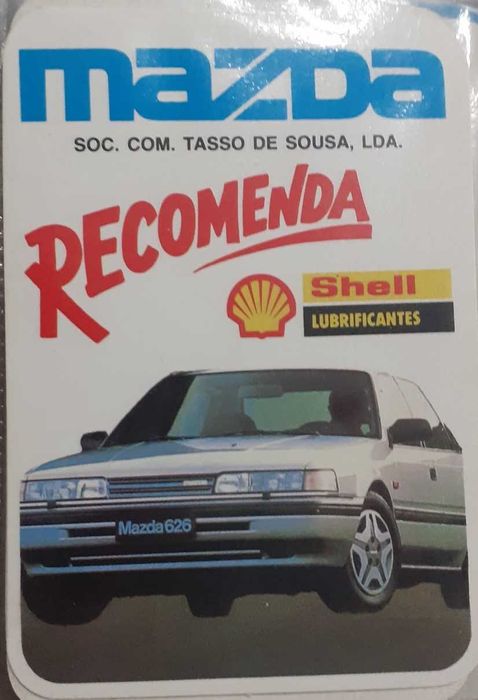 mazda
SOC. COM. TASSO DE SOUSA, LDA.
RECOMENDA
Shell
LUBRIFICANTES
Mazda 626